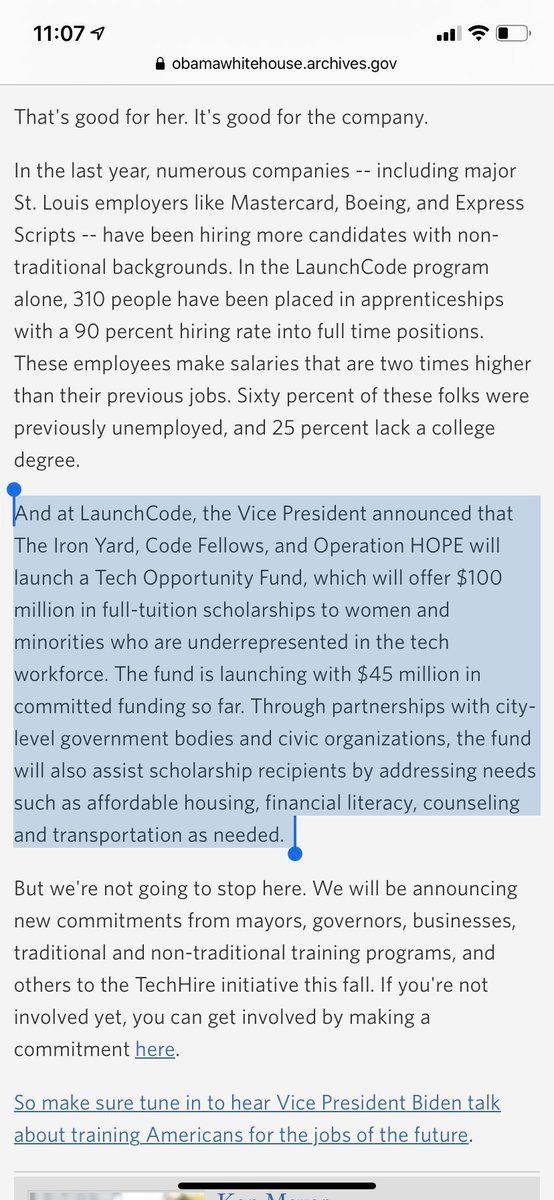 11:07
obamawhitehouse.archives.gov
That's good for her. It's good for the company.
In the last year, numerous companies -- including major
St. Louis employers like Mastercard, Boeing, and Express
Scripts -- have been hiring more candidates with non-
traditional backgrounds. In the LaunchCode program
alone, 310 people have been placed in apprenticeships
with a 90 percent hiring rate into full time positions.
These employees make salaries that are two times higher
than their previous jobs. Sixty percent of these folks were
previously unemployed, and 25 percent lack a college
degree.
And at LaunchCode, the Vice President announced that
The Iron Yard, Code Fellows, and Operation HOPE will
launch a Tech Opportunity Fund, which will offer $100
million in full-tuition scholarships to women and
minorities who are underrepresented in the tech
workforce. The fund is launching with $45 million in
committed funding so far. Through partnerships with city-
level government bodies and civic organizations, the fund
will also assist scholarship recipients by addressing needs
such as affordable housing, financial literacy, counseling
and transportation as needed.
But we're not going to stop here. We will be announcing
new commitments from mayors, governors, businesses,
traditional and non-traditional training programs, and
others to the TechHire initiative this fall. If you're not
involved yet, you can get involved by making a
commitment here.
So make sure tune in to hear Vice President Biden talk
about training Americans for the jobs of the future.